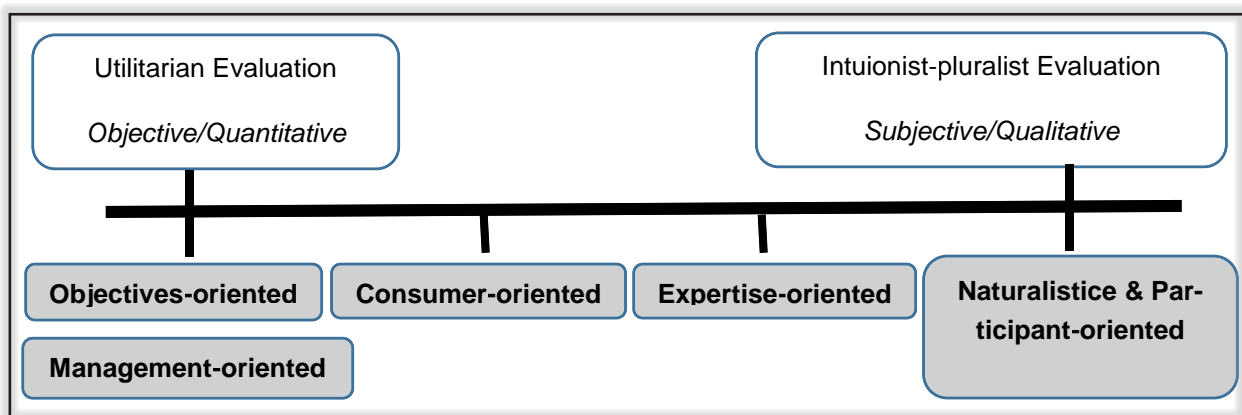 Utilitarian Evaluation
Objective/Quantitative
Intuionist-pluralist Evaluation
Subjective/Qualitative
Objectives-oriented
Consumer-oriented
Expertise-oriented
Naturalistice & Par-
ticipant-oriented
Management-oriented